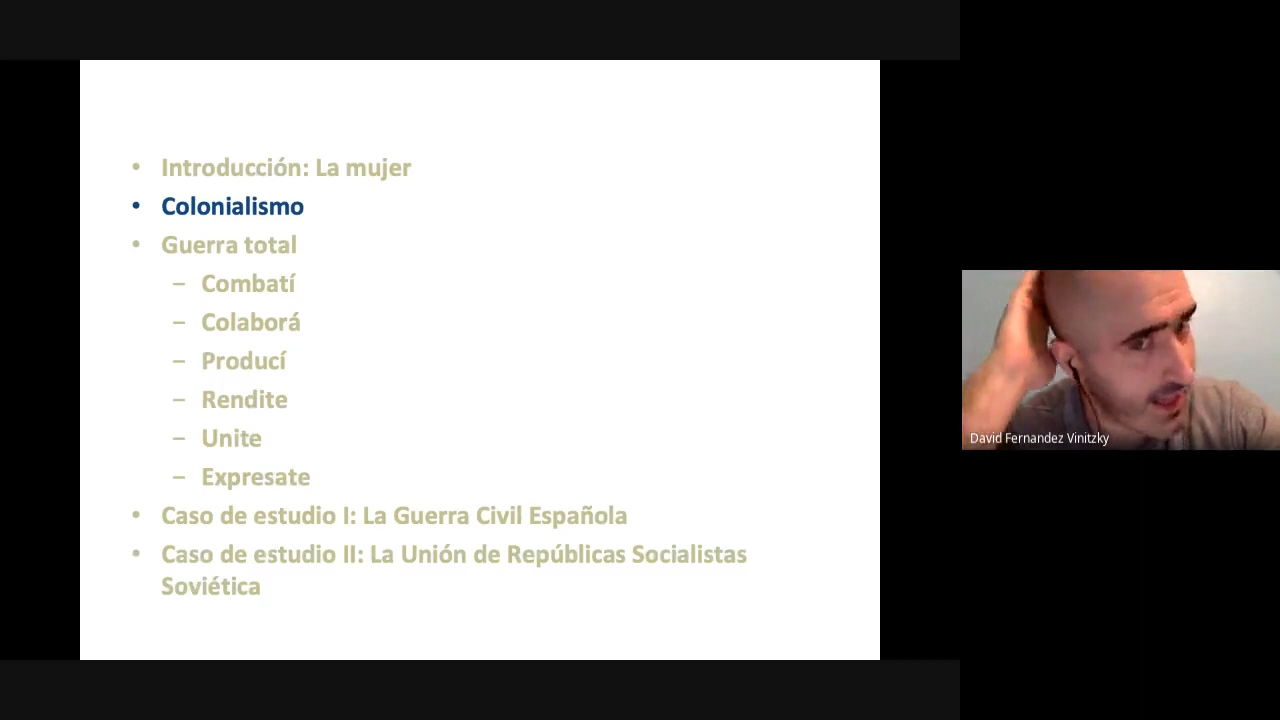 • Introducción: La mujer
• Colonialismo
• Guerra total
– Combatí
– Colaborá
– Producí
– Rendite
– Unite
– Expresate
• Caso de estudio I: La Guerra Civil Española
• Caso de estudio II: La Unión de Repúblicas Socialistas
Soviética
David Fernandez Vinitzky